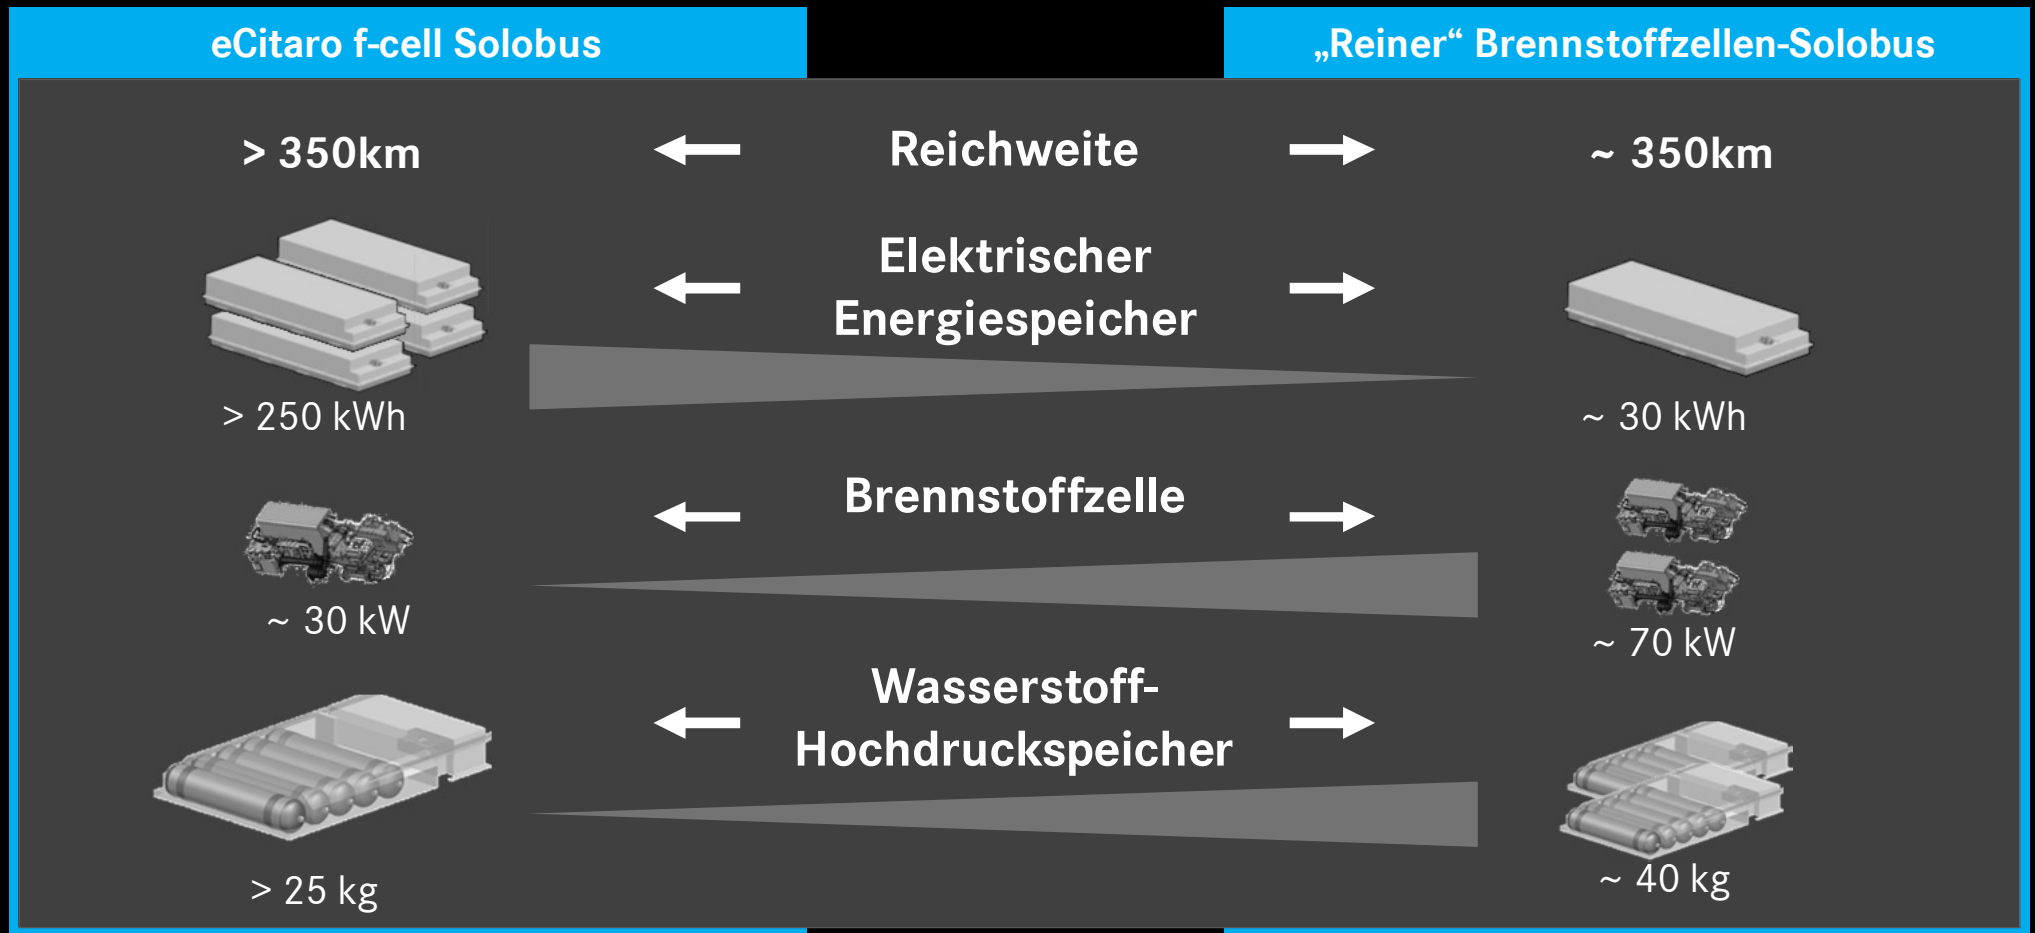 eCitaro f-cell Solobus
„Reiner“ Brennstoffzellen-Solobus
> 350km
Reichweite
~ 350km
Elektrischer
Energiespeicher
> 250 kWh
~ 30 kWh
Brennstoffzelle
~ 30 kW
~ 70 kW
Wasserstoff-
Hochdruckspeicher
> 25 kg
~ 40 kg